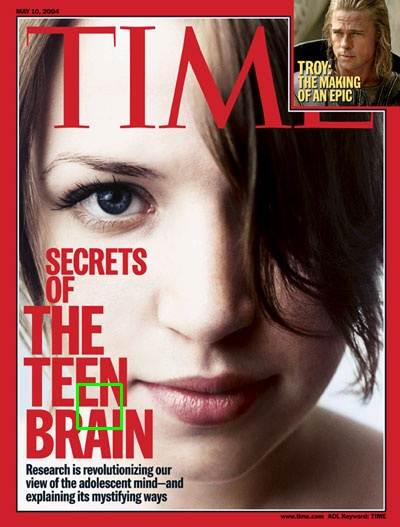 MAY 10, 2004
TIME
TROY:
THE MAKING
OF AN EPIC
SECRETS
OF
THE
TEEN
BRAIN
Research is revolutionizing our
view of the adolescent mind—and
explaining its mystifying ways
www.time.com AOL Keyword: TIME